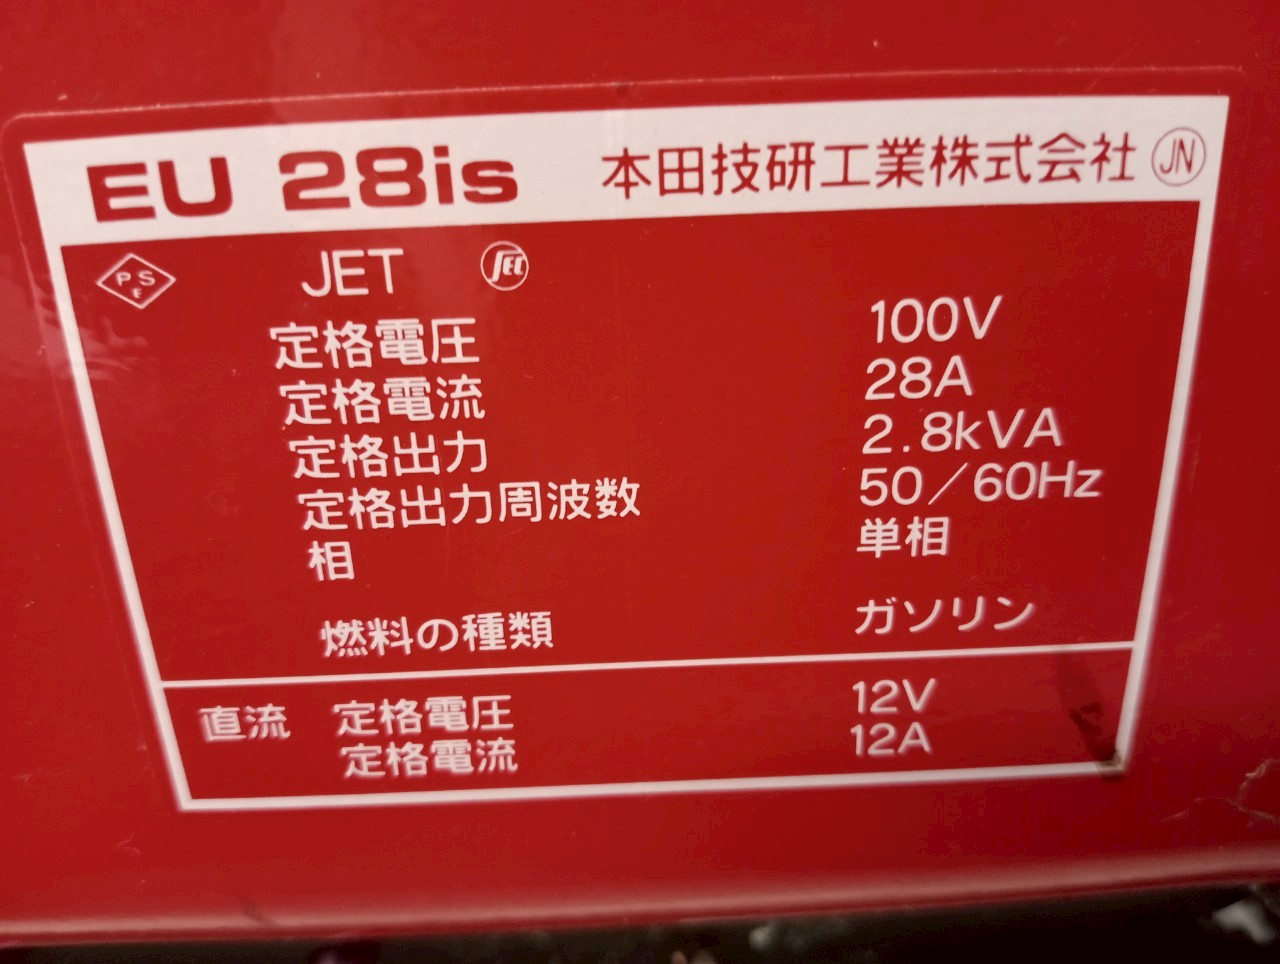 EU 28is 本田技研工業株式会社 JN
PSE JET JET
定格電圧 100V
定格電流 28A
定格出力 2.8kVA
定格出力周波数 50/60Hz
相 単相
燃料の種類 ガソリン
直流 定格電圧 12V
定格電流 12A